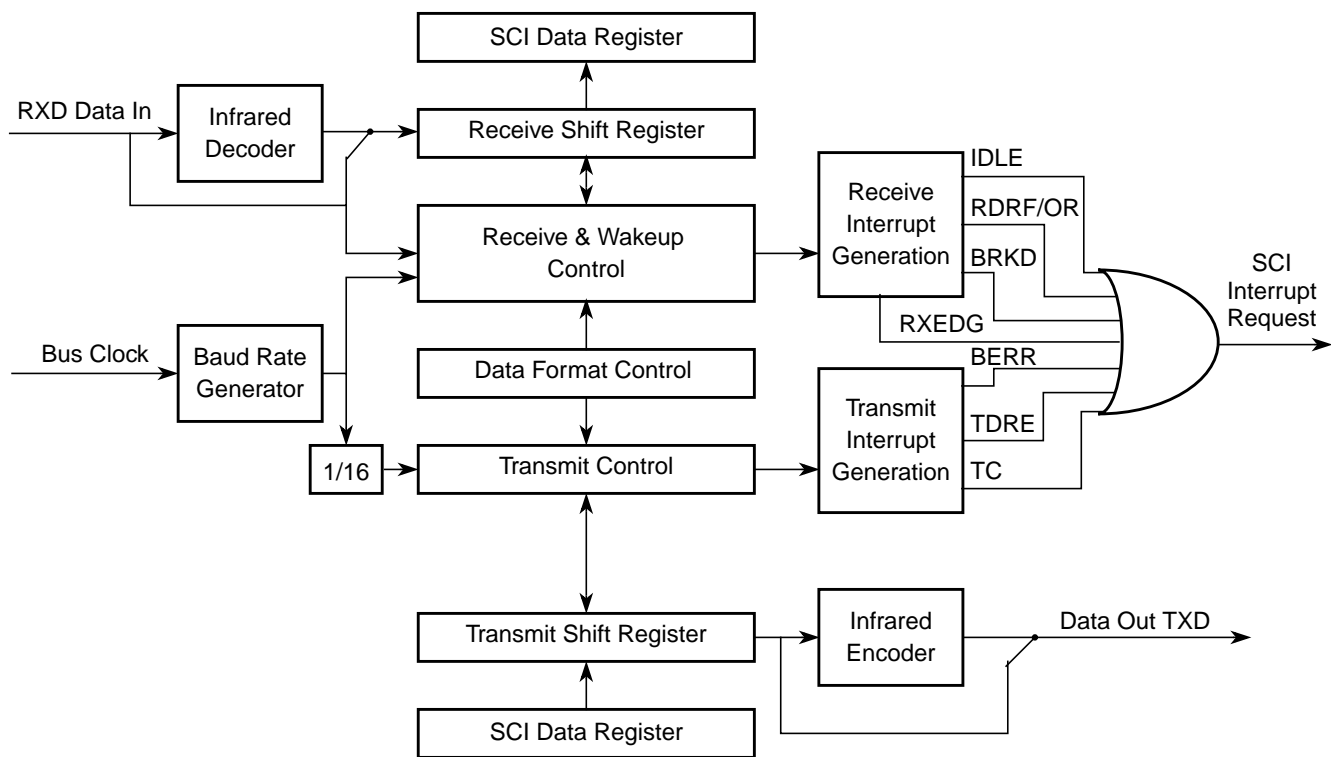 SCI Data Register
RXD Data In
Infrared
Decoder
Receive Shift Register
IDLE
Receive
Interrupt
Generation
RDRF/OR
Receive & Wakeup
Control
BRKD
SCI
Interrupt
Request
RXEDG
Bus Clock
Baud Rate
Generator
Data Format Control
BERR
Transmit
Interrupt
Generation
TDRE
1/16
Transmit Control
TC
Transmit Shift Register
Infrared
Encoder
Data Out TXD
SCI Data Register